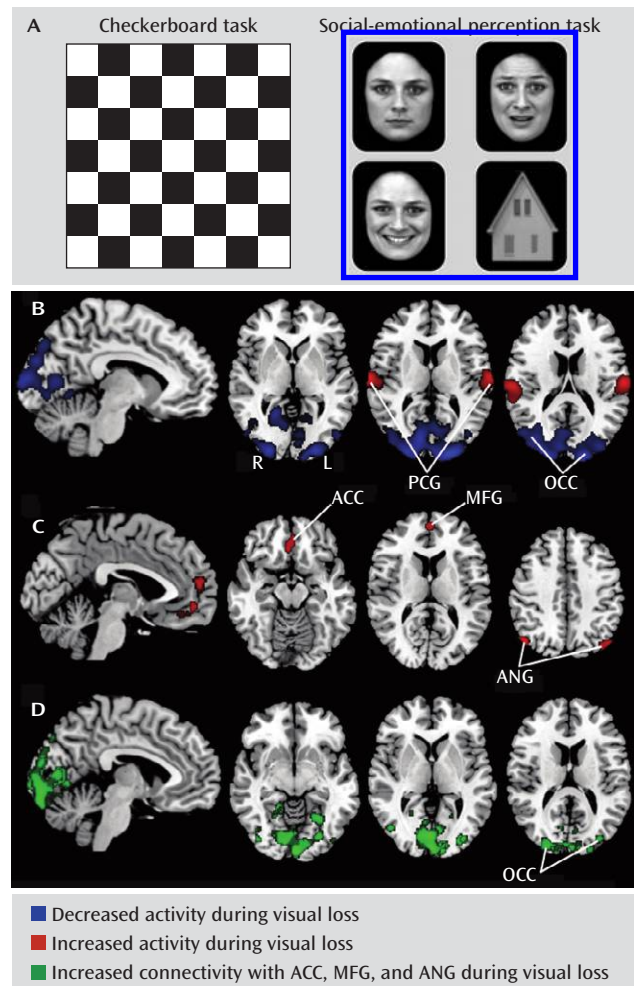 A Checkerboard task Social-emotional perception task
B
R L
PCG OCC
ACC MFG
C
ANG
D
OCC
Decreased activity during visual loss
Increased activity during visual loss
Increased connectivity with ACC, MFG, and ANG during visual loss